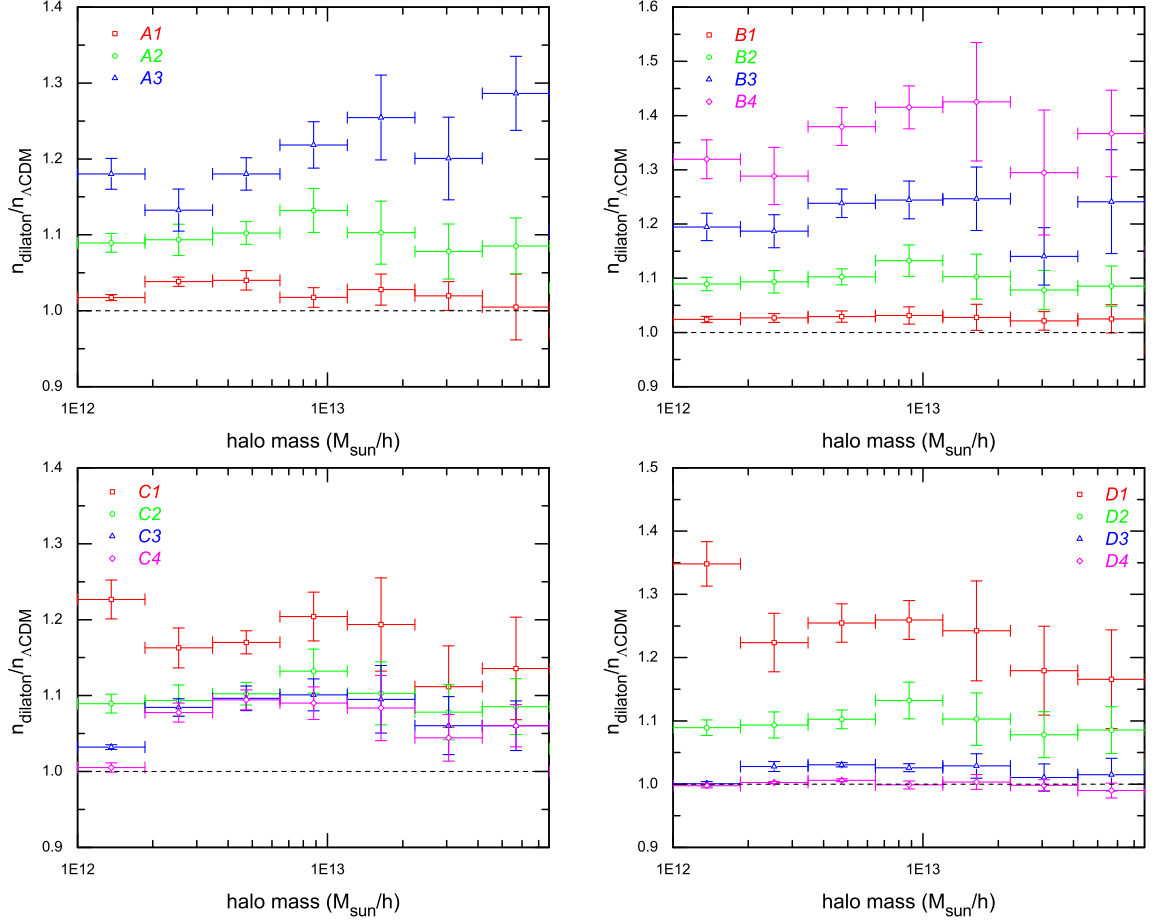 1.4
1.3
1.2
1.1
1.0
0.9
n_dilaton/n_ΛCDM
A1
A2
A3
1E12 1E13
halo mass (M_sun/h)
1.6
1.5
1.4
1.3
1.2
1.1
1.0
0.9
n_dilaton/n_ΛCDM
B1
B2
B3
B4
1E12 1E13
halo mass (M_sun/h)
1.4
1.3
1.2
1.1
1.0
0.9
n_dilaton/n_ΛCDM
C1
C2
C3
C4
1E12 1E13
halo mass (M_sun/h)
1.5
1.4
1.3
1.2
1.1
1.0
0.9
n_dilaton/n_ΛCDM
D1
D2
D3
D4
1E12 1E13
halo mass (M_sun/h)